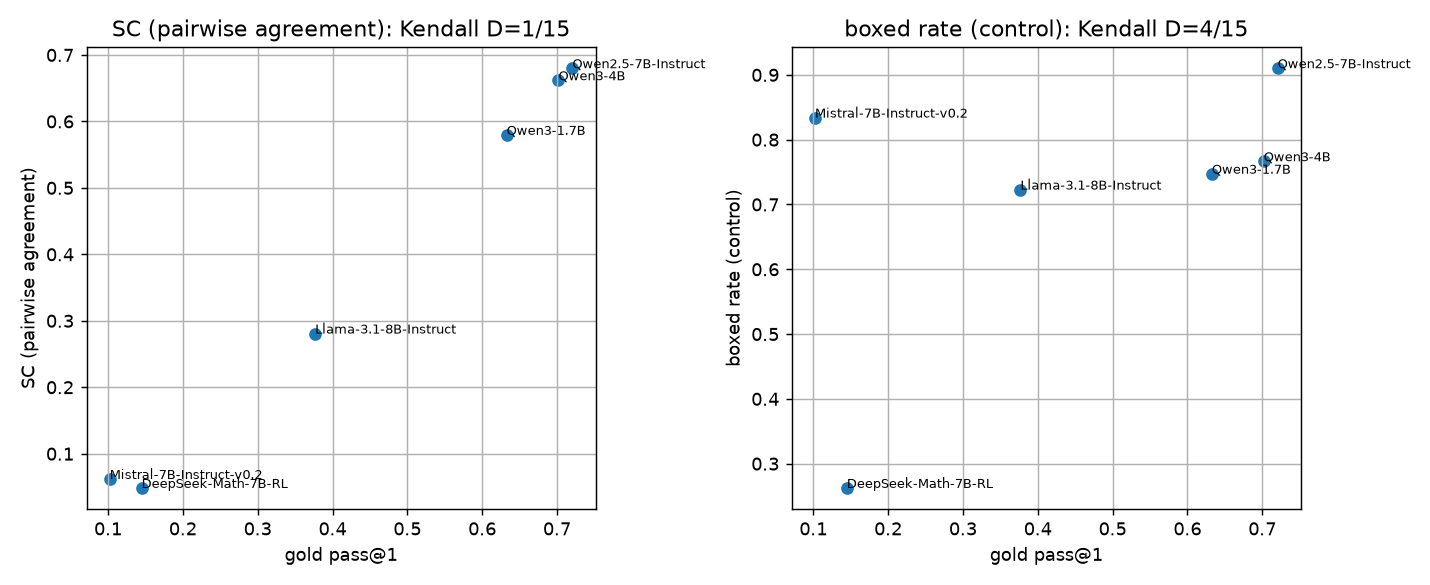 SC (pairwise agreement): Kendall D=1/15
0.7
0.6
0.5
0.4
0.3
0.2
0.1
SC (pairwise agreement)
Qwen2.5-7B-Instruct
Qwen3-4B
Qwen3-1.7B
Llama-3.1-8B-Instruct
Mistral-7B-Instruct-v0.2
DeepSeek-Math-7B-RL
0.1 0.2 0.3 0.4 0.5 0.6 0.7
gold pass@1
boxed rate (control): Kendall D=4/15
0.9
0.8
0.7
0.6
0.5
0.4
0.3
boxed rate (control)
Qwen2.5-7B-Instruct
Mistral-7B-Instruct-v0.2
Qwen3-4B
Qwen3-1.7B
Llama-3.1-8B-Instruct
DeepSeek-Math-7B-RL
0.1 0.2 0.3 0.4 0.5 0.6 0.7
gold pass@1